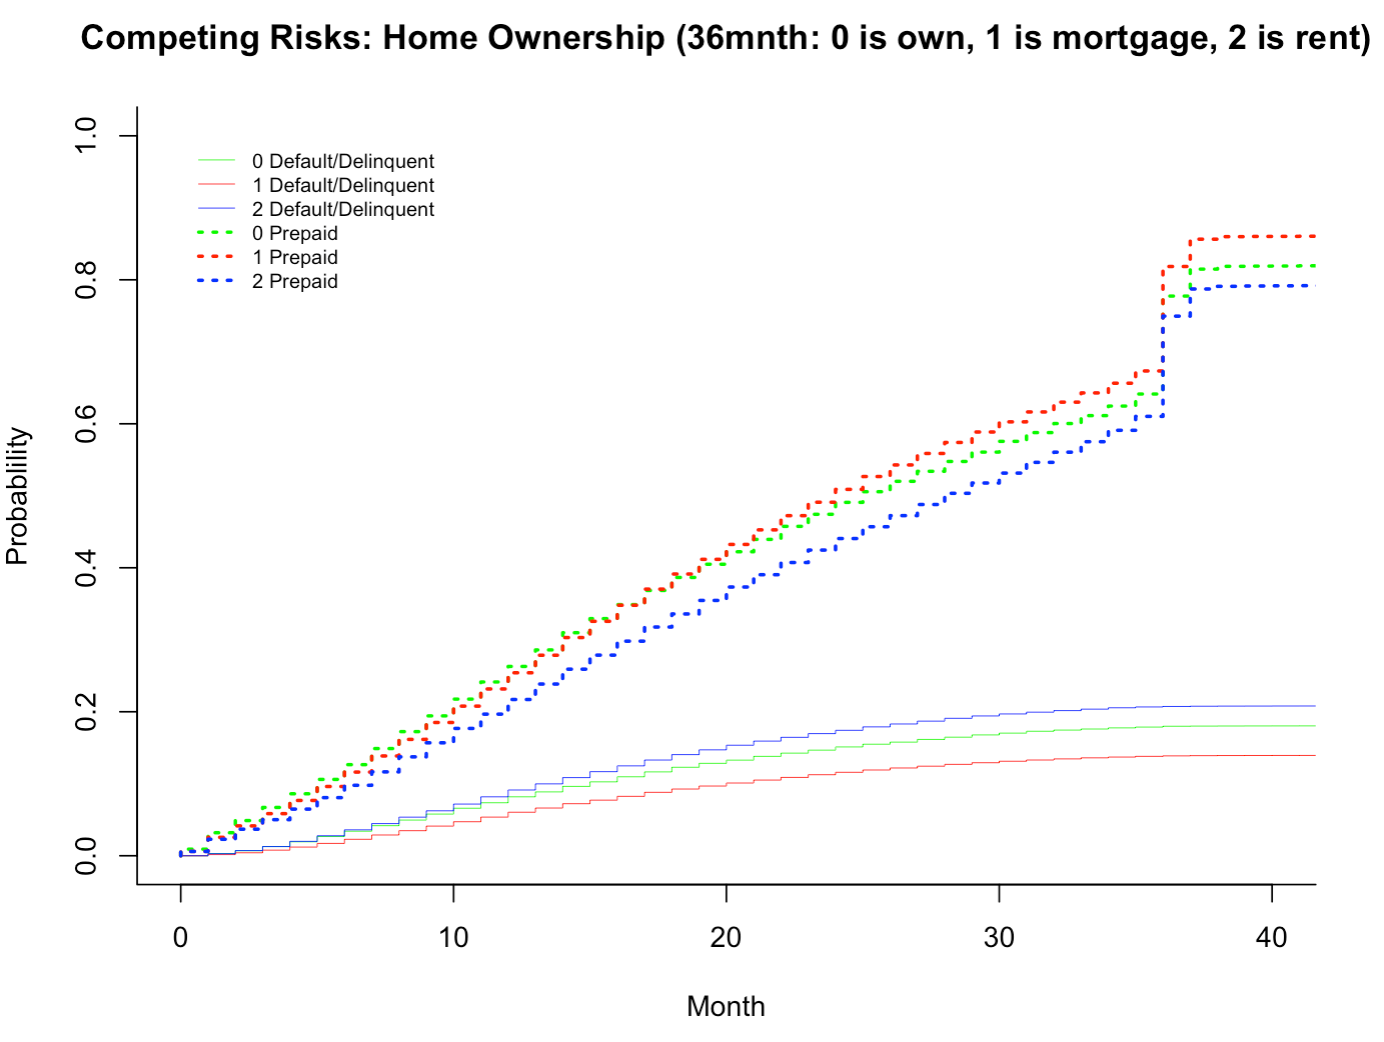 Competing Risks: Home Ownership (36mnth: 0 is own, 1 is mortgage, 2 is rent)
1.0
0.8
0.6
0.4
0.2
0.0
Probablility
0 Default/Delinquent
1 Default/Delinquent
2 Default/Delinquent
0 Prepaid
1 Prepaid
2 Prepaid
0 10 20 30 40
Month